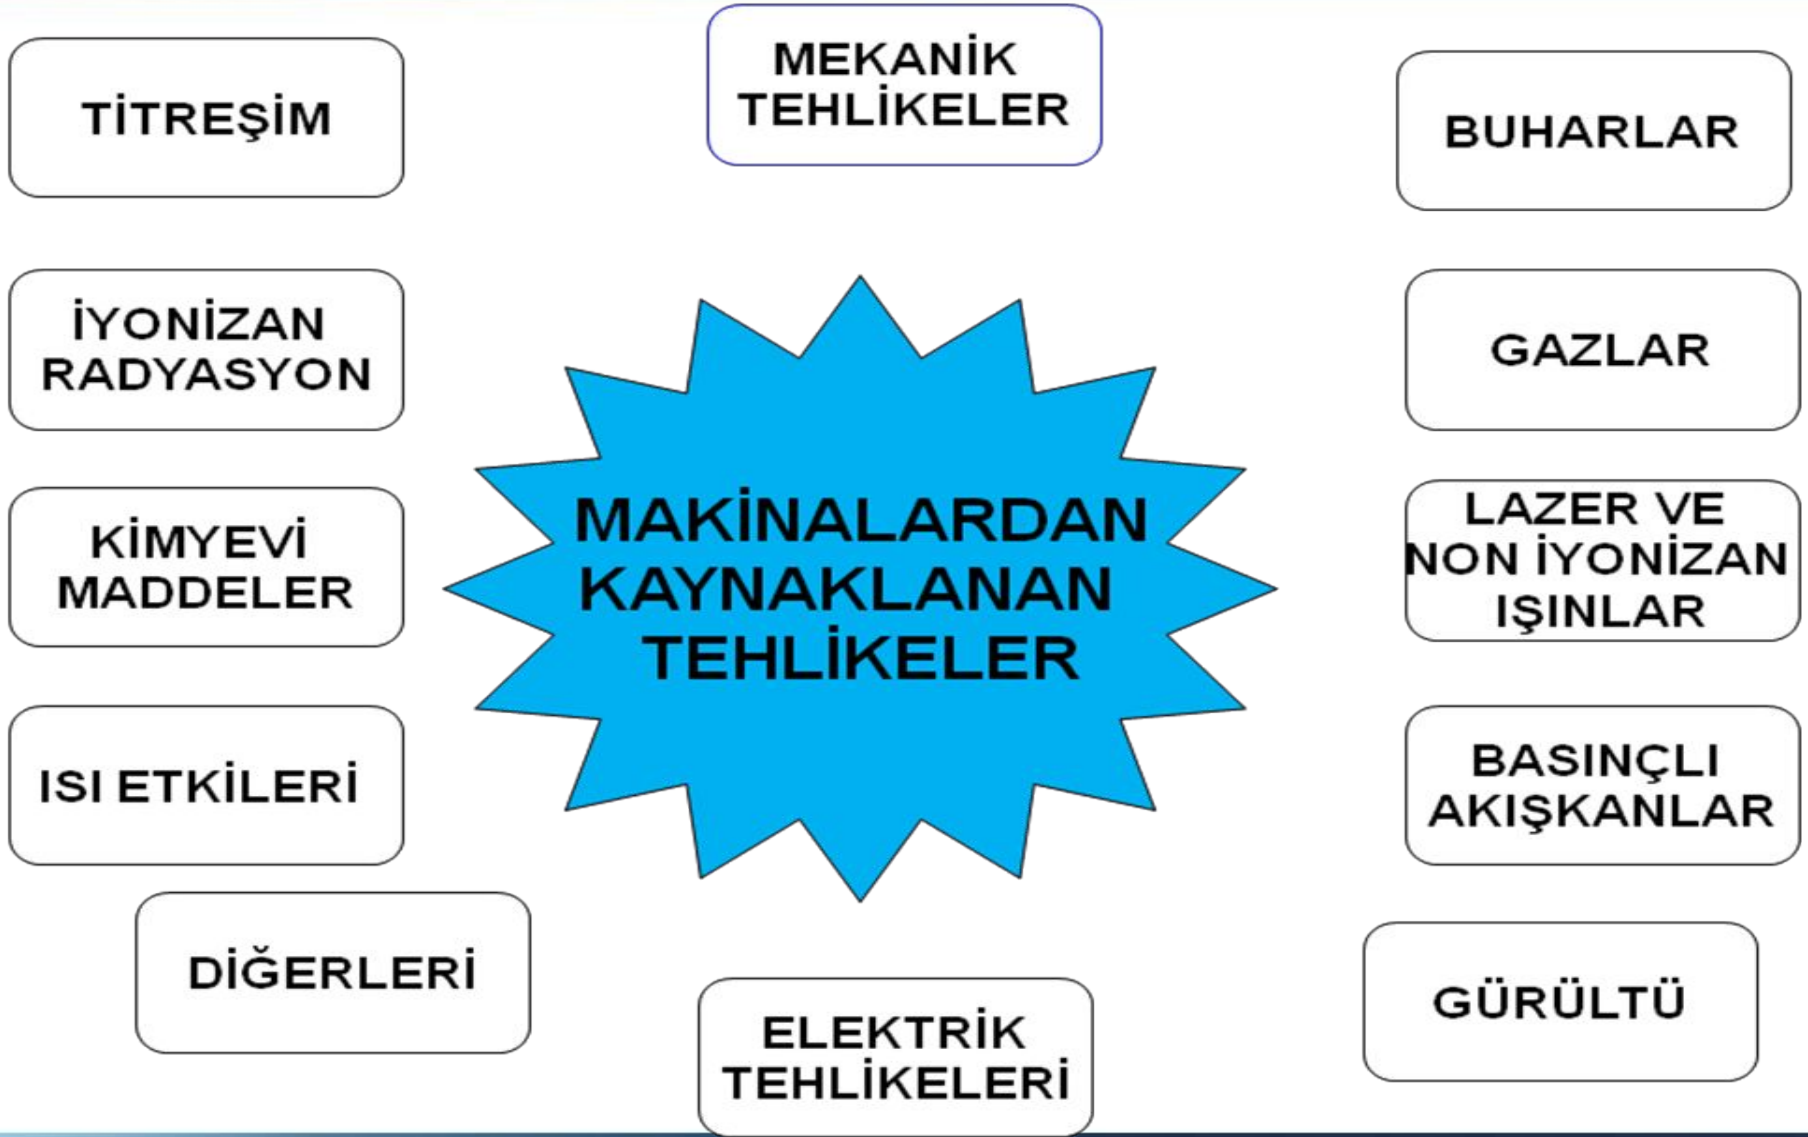 MEKANİK
TEHLİKELER
TİTREŞİM
BUHARLAR
İYONİZAN
RADYASYON
GAZLAR
KİMYEVİ
MADDELER
MAKİNALARDAN
KAYNAKLANAN
TEHLİKELER
LAZER VE
NON İYONİZAN
IŞINLAR
ISI ETKİLERİ
BASINÇLI
AKIŞKANLAR
DİĞERLERİ
ELEKTRİK
TEHLİKELERİ
GÜRÜLTÜ